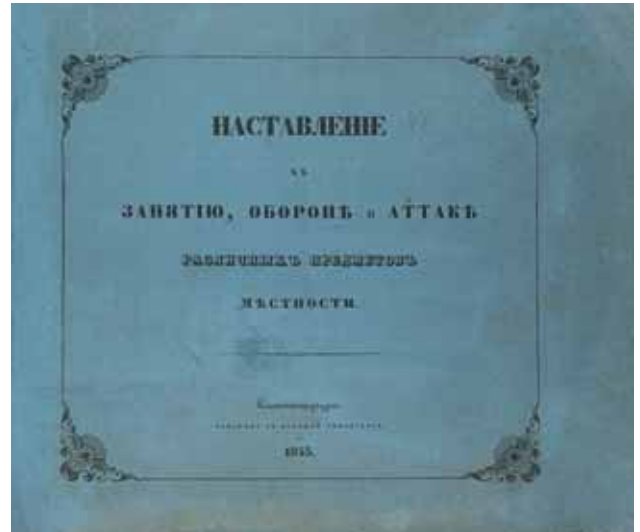 НАСТАВЛЕНІЕ
къ
ЗАНЯТІЮ, ОБОРОНѢ и АТТАКѢ
РАЗЛИЧНЫХЪ ПРЕДМЕТОВЪ
МѢСТНОСТИ.